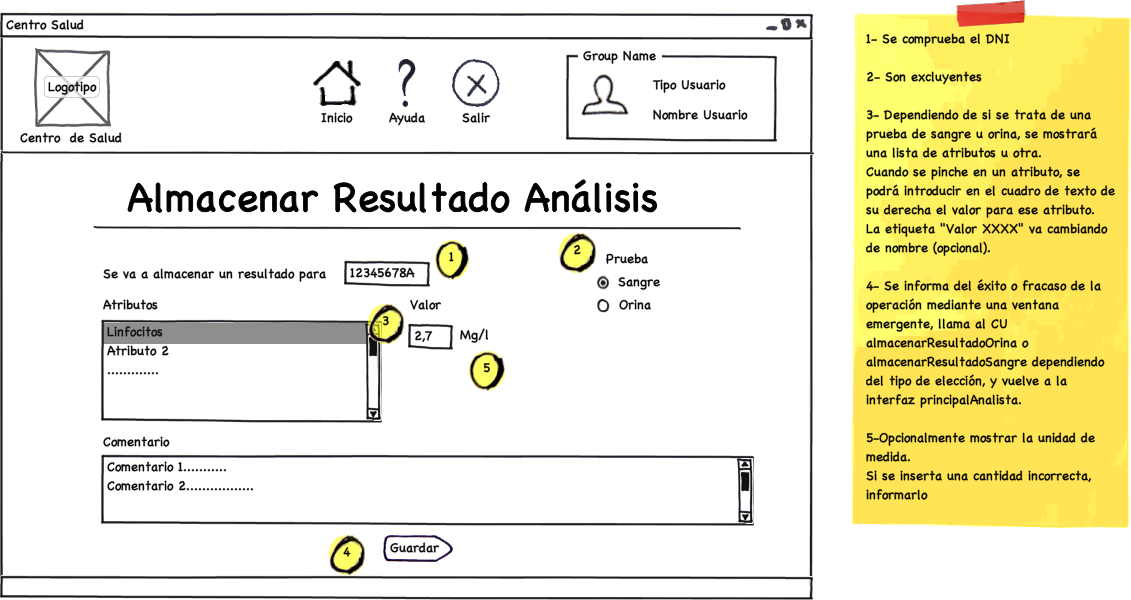 Centro Salud
Logotipo
Centro de Salud
Inicio
Ayuda
Salir
Group Name
Tipo Usuario
Nombre Usuario
Almacenar Resultado Análisis
Se va a almacenar un resultado para
12345678A
1
2
Prueba
Sangre
Orina
Atributos
3
Valor
Linfocitos
Atributo 2
.............
2,7
Mg/l
5
Comentario
Comentario 1...........
Comentario 2.................
4
Guardar
1- Se comprueba el DNI
2- Son excluyentes
3- Dependiendo de si se trata de una
prueba de sangre u orina, se mostrará
una lista de atributos u otra.
Cuando se pinche en un atributo, se
podrá introducir en el cuadro de texto de
su derecha el valor para ese atributo.
La etiqueta "Valor XXXX" va cambiando
de nombre (opcional).
4- Se informa del éxito o fracaso de la
operación mediante una ventana
emergente, llama al CU
almacenarResultadoOrina o
almacenarResultadoSangre dependiendo
del tipo de elección, y vuelve a la
interfaz principalAnalista.
5-Opcionalmente mostrar la unidad de
medida.
Si se inserta una cantidad incorrecta,
informarlo